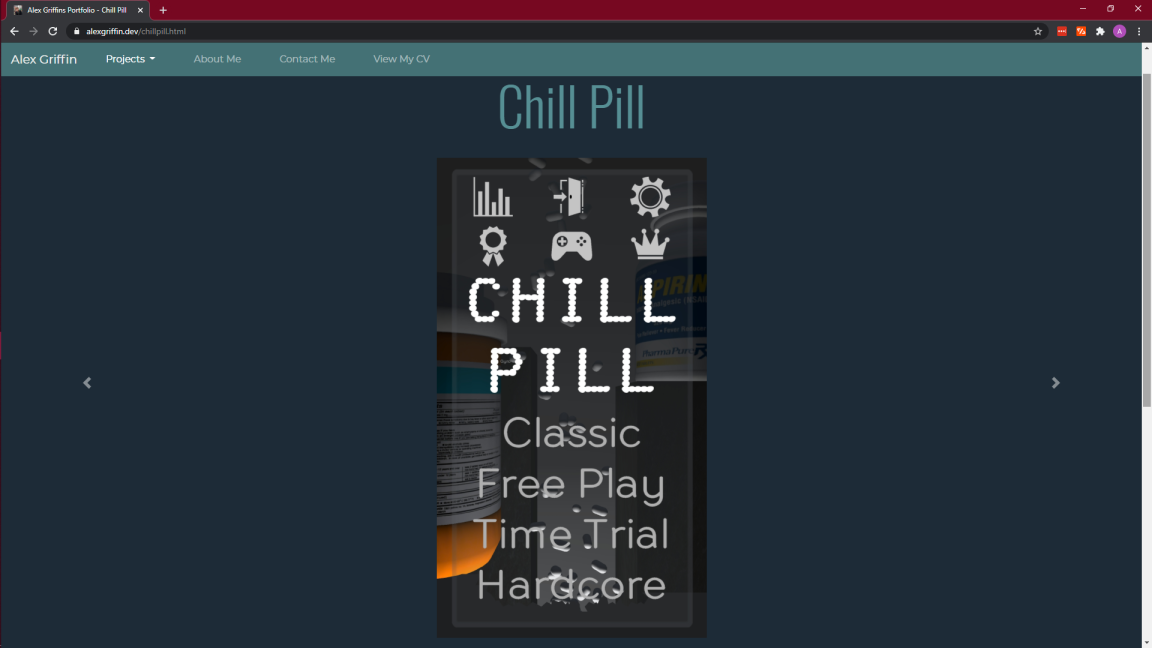 Alex Griffins Portfolio - Chill Pill
alexgriffin.dev/chillpill.html
A
Alex Griffin Projects About Me Contact Me View My CV
Chill Pill
PIRIN
CHILL
PILL
PharmaPure
Classic
Free Play
Time Trial
Hardcore